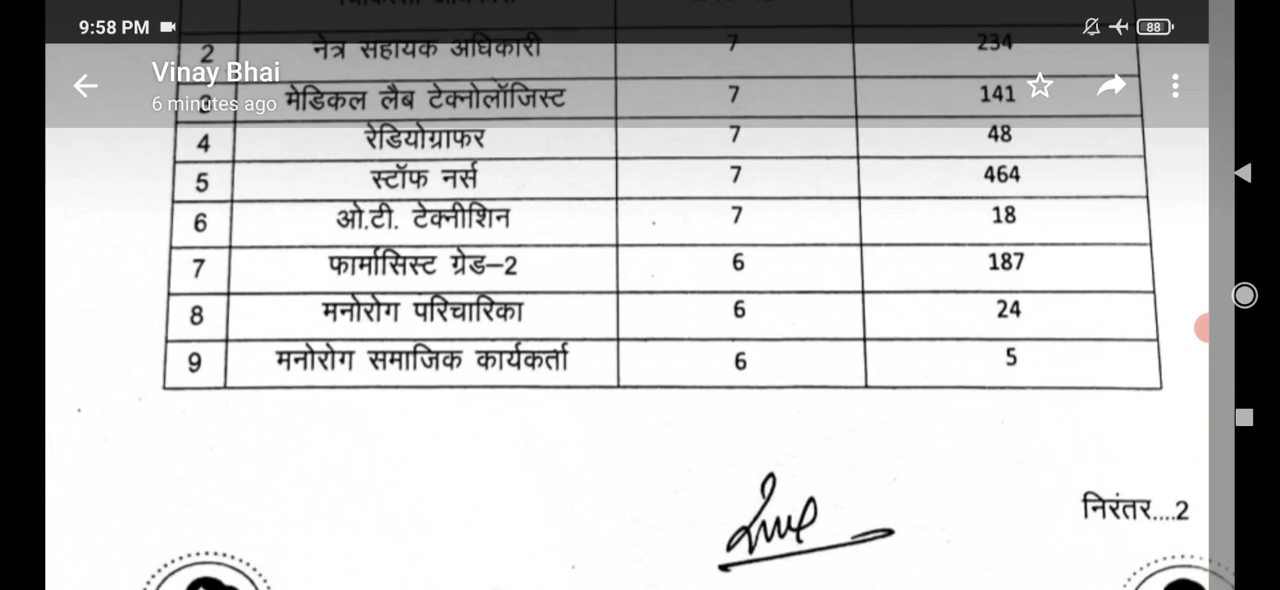 9:58 PM 88
2 नेत्र सहायक अधिकारी 7 234
Vinay Bhai
6 minutes ago
3 मेडिकल लैब टेक्नोलॉजिस्ट 7 141
4 रेडियोग्राफर 7 48
5 स्टॉफ नर्स 7 464
6 ओ.टी. टेक्नीशिन 7 18
7 फार्मासिस्ट ग्रेड–2 6 187
8 मनोरोग परिचारिका 6 24
9 मनोरोग समाजिक कार्यकर्ता 6 5
निरंतर....2